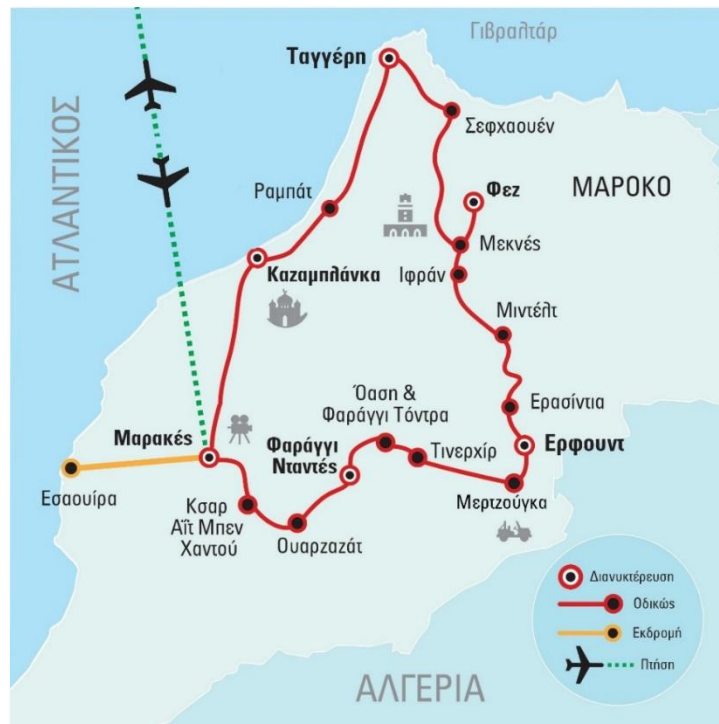 Γιβραλτάρ
Ταγγέρη
ΑΤΛΑΝΤΙΚΟΣ
Σεφχαουέν
Φεζ
ΜΑΡΟΚΟ
Ραμπάτ
Μεκνές
Καζαμπλάνκα
Ιφράν
Μιντέλτ
Ερασίντια
Όαση &
Φαράγγι Τόντρα
Μαρακές
Φαράγγι
Νταντές
Τινερχίρ
Ερφουντ
Εσαουίρα
Μερτζούγκα
Κσαρ
Αΐτ Μπεν
Χαντού
Ουαρζαζάτ
Διανυκτέρευση
Οδικώς
Εκδρομή
Πτήση
ΑΛΓΕΡΙΑ